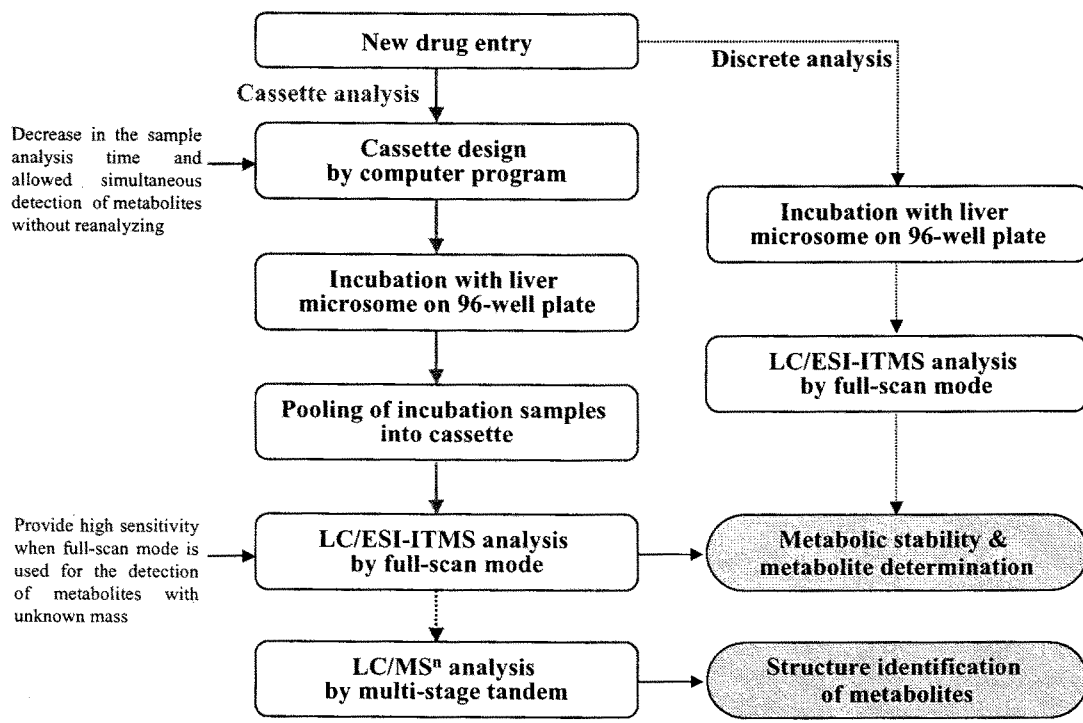 New drug entry
Discrete analysis
Cassette analysis
Decrease in the sample
analysis time and
allowed simultaneous
detection of metabolites
without reanalyzing
Cassette design
by computer program
Incubation with liver
microsome on 96-well plate
Incubation with liver
microsome on 96-well plate
LC/ESI-ITMS analysis
by full-scan mode
Pooling of incubation samples
into cassette
Provide high sensitivity
when full-scan mode is
used for the detection
of metabolites with
unknown mass
LC/ESI-ITMS analysis
by full-scan mode
Metabolic stability &
metabolite determination
LC/MSⁿ analysis
by multi-stage tandem
Structure identification
of metabolites